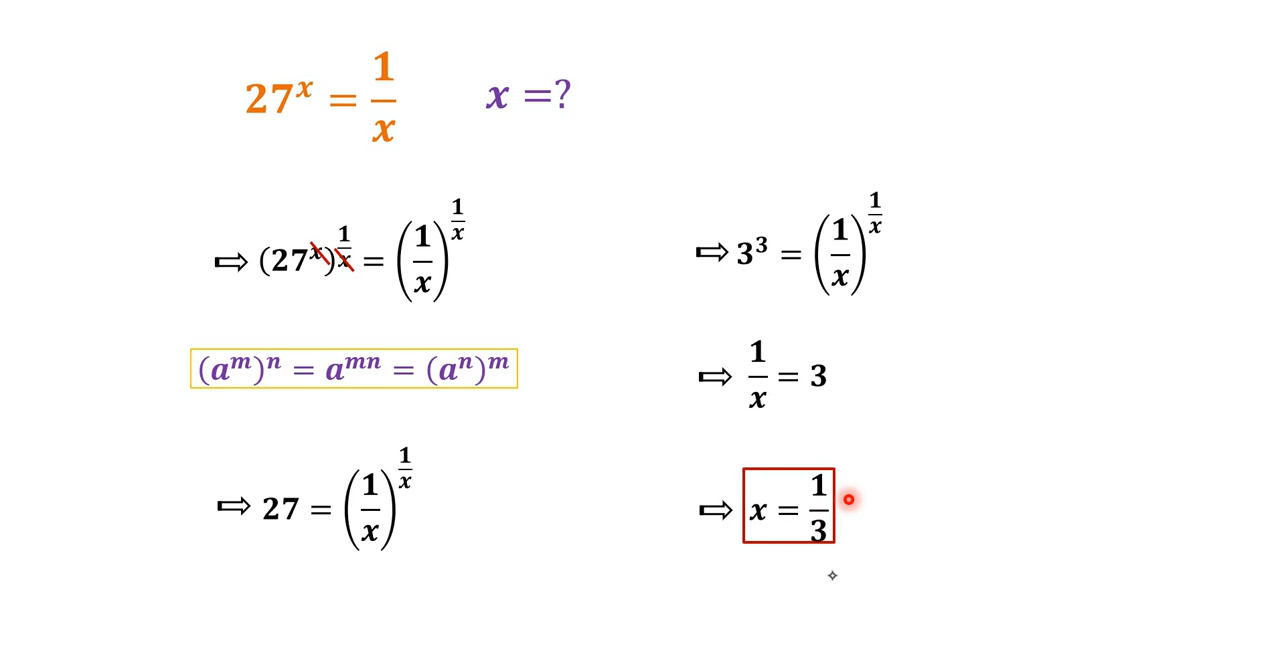 27^x = 1/x    x =?
⇨ (27^x)^(1/x) = (1/x)^(1/x)
(a^m)^n = a^(mn) = (a^n)^m
⇨ 27 = (1/x)^(1/x)
⇨ 3^3 = (1/x)^(1/x)
⇨ 1/x = 3
⇨ x = 1/3